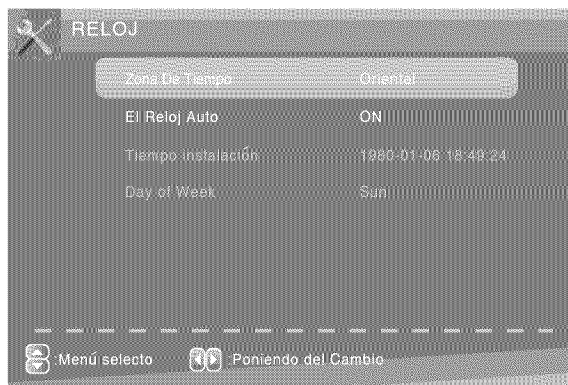 RELOJ
Zona De Tiempo Oriental
El Reloj Auto ON
Tiempo instalación 1980-01-06 18:49:24
Day of Week Sun
:Menú selecto :Poniendo del Cambio